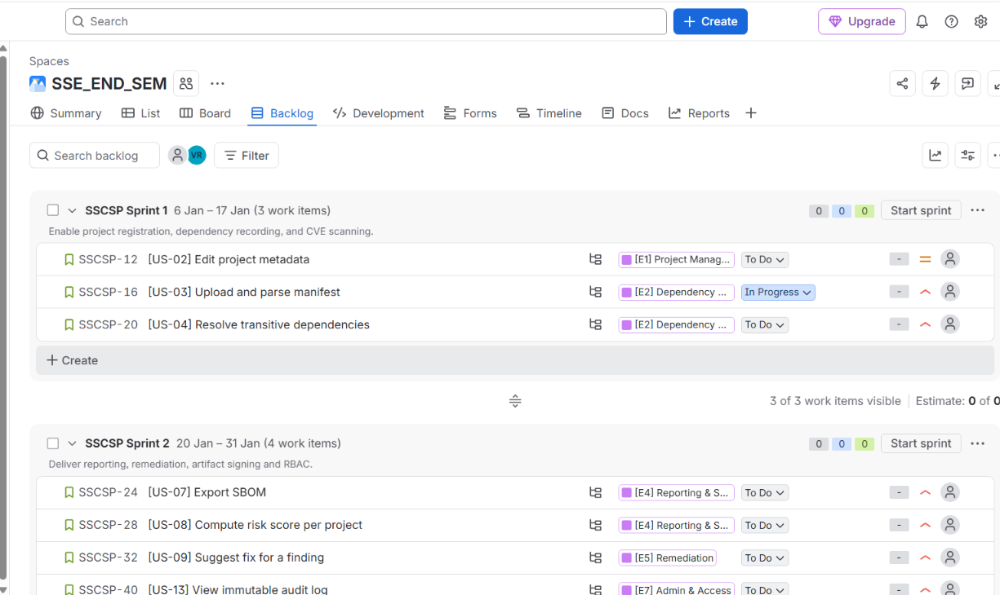 Search
+ Create
Upgrade
Spaces
SSE_END_SEM
Summary List Board Backlog Development Forms Timeline Docs Reports
Search backlog VR Filter
SSCSP Sprint 1 6 Jan – 17 Jan (3 work items) 0 0 0 Start sprint
Enable project registration, dependency recording, and CVE scanning.
SSCSP-12 [US-02] Edit project metadata [E1] Project Manag... To Do -
SSCSP-16 [US-03] Upload and parse manifest [E2] Dependency ... In Progress -
SSCSP-20 [US-04] Resolve transitive dependencies [E2] Dependency ... To Do -
+ Create
3 of 3 work items visible Estimate: 0 of 0
SSCSP Sprint 2 20 Jan – 31 Jan (4 work items) 0 0 0 Start sprint
Deliver reporting, remediation, artifact signing and RBAC.
SSCSP-24 [US-07] Export SBOM [E4] Reporting & S... To Do -
SSCSP-28 [US-08] Compute risk score per project [E4] Reporting & S... To Do -
SSCSP-32 [US-09] Suggest fix for a finding [E5] Remediation To Do -
SSCSP-40 [US-13] View immutable audit log [E7] Admin & Access To Do -